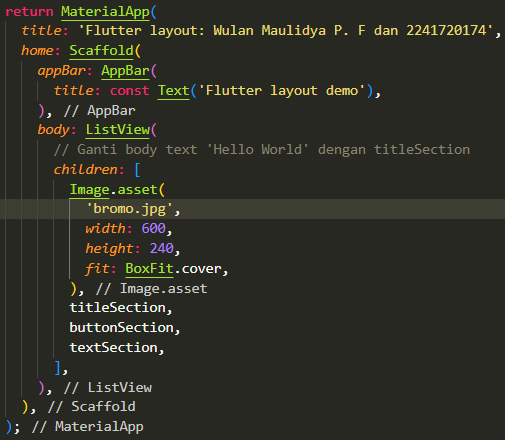 return MaterialApp(
title: 'Flutter layout: Wulan Maulidya P. F dan 2241720174',
home: Scaffold(
appBar: AppBar(
title: const Text('Flutter layout demo'),
), // AppBar
body: ListView(
// Ganti body text 'Hello World' dengan titleSection
children: [
Image.asset(
'bromo.jpg',
width: 600,
height: 240,
fit: BoxFit.cover,
), // Image.asset
titleSection,
buttonSection,
textSection,
],
), // ListView
), // Scaffold
); // MaterialApp